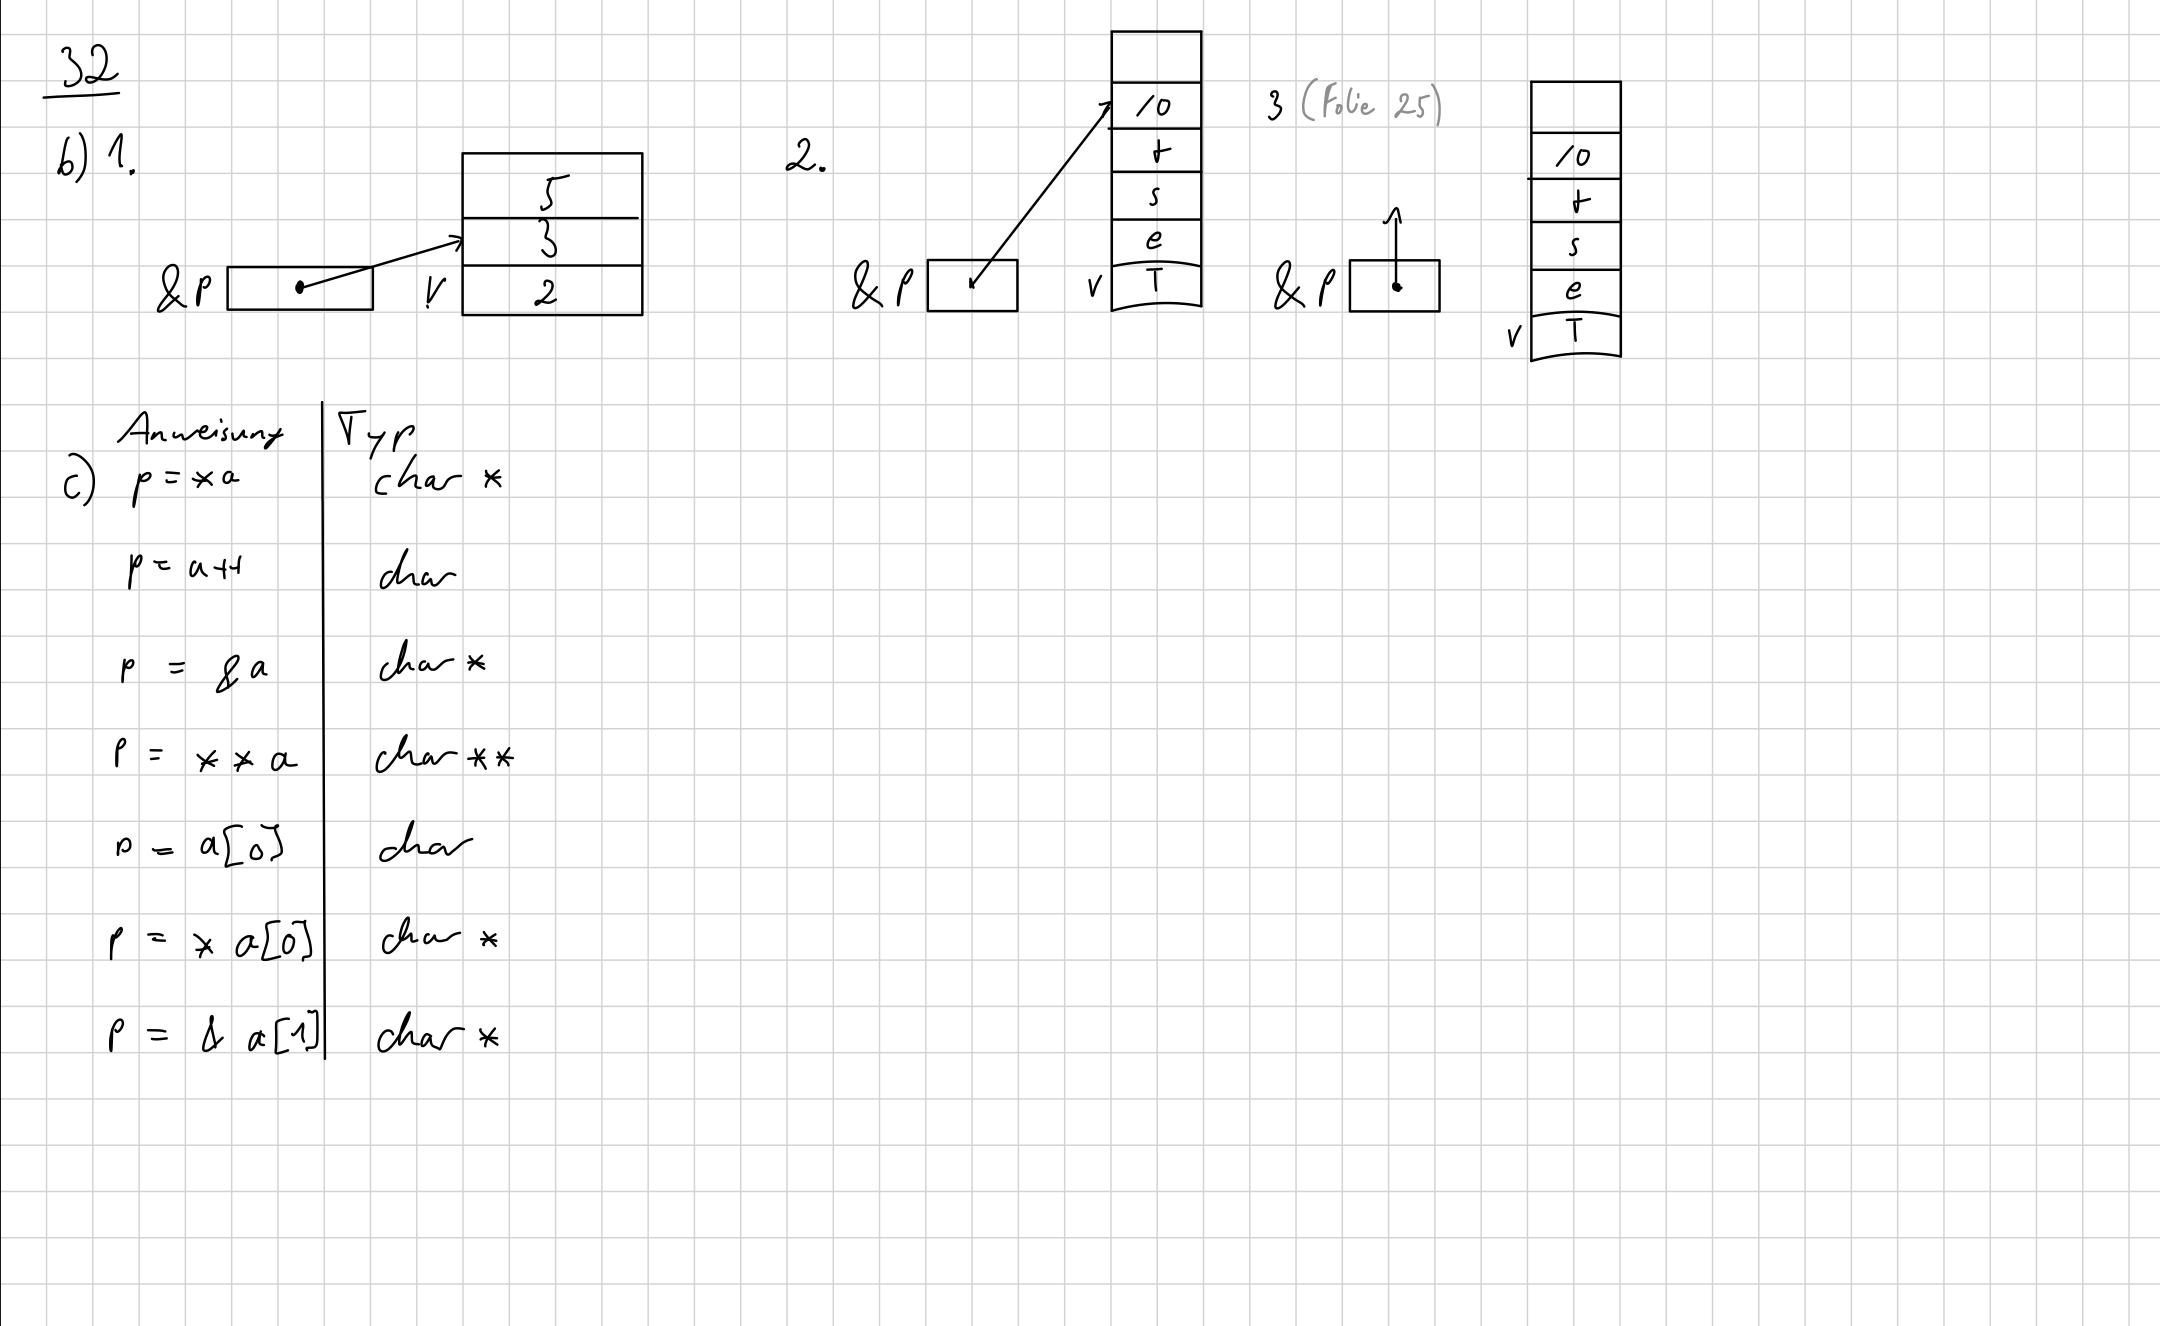 32
b) 1.
5
3
&p V 2
2.
/0
t
s
e
&p v T
3 (Folie 25)
/0
t
s
e
&p
v T
Anweisung Typ
c) p = *a char *
p = a++ char
p = &a char *
p = **a char **
p = a[0] char
p = *a[0] char *
p = &a[1] char *